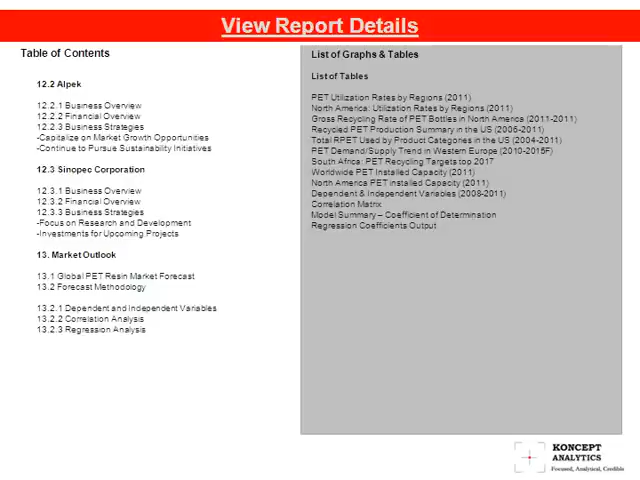 View Report Details
Table of Contents
12.2 Alpek
12.2.1 Business Overview
12.2.2 Financial Overview
12.2.3 Business Strategies
-Capitalize on Market Growth Opportunities
-Continue to Pursue Sustainability Initiatives
12.3 Sinopec Corporation
12.3.1 Business Overview
12.3.2 Financial Overview
12.3.3 Business Strategies
-Focus on Research and Development
-Investments for Upcoming Projects
13. Market Outlook
13.1 Global PET Resin Market Forecast
13.2 Forecast Methodology
13.2.1 Dependent and Independent Variables
13.2.2 Correlation Analysis
13.2.3 Regression Analysis
List of Graphs & Tables
List of Tables
PET Utilization Rates by Regions (2011)
North America: Utilization Rates by Regions (2011)
Gross Recycling Rate of PET Bottles in North America (2011-2011)
Recycled PET Production Summary in the US (2006-2011)
Total RPET Used by Product Categories in the US (2004-2011)
PET Demand/Supply Trend in Western Europe (2010-2015F)
South Africa: PET Recycling Targets top 2017
Worldwide PET Installed Capacity (2011)
North America PET installed Capacity (2011)
Dependent & Independent Variables (2008-2011)
Correlation Matrix
Model Summary – Coefficient of Determination
Regression Coefficients Output
KONCEPT
ANALYTICS
Focused, Analytical, Credible